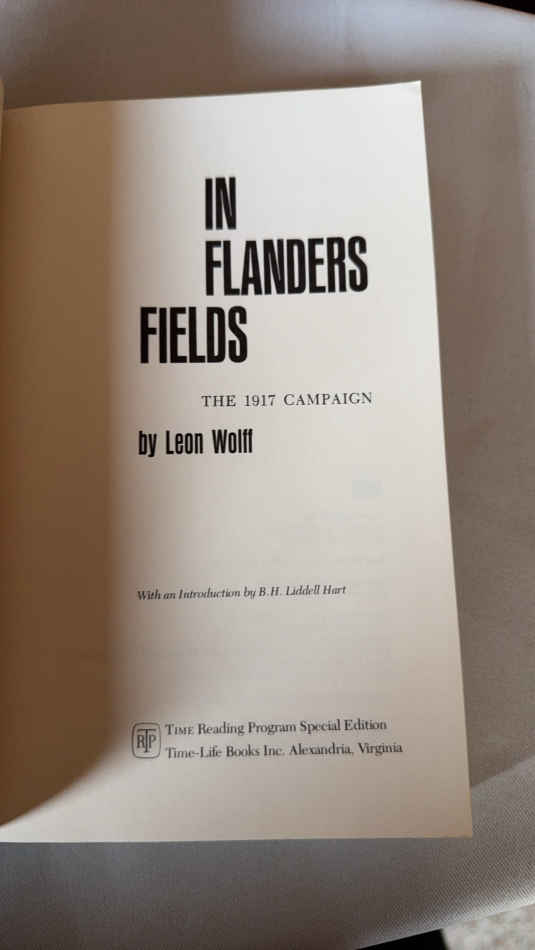 IN
FLANDERS
FIELDS
THE 1917 CAMPAIGN
by Leon Wolff
With an Introduction by B.H. Liddell Hart
RTP
TIME Reading Program Special Edition
Time-Life Books Inc. Alexandria, Virginia